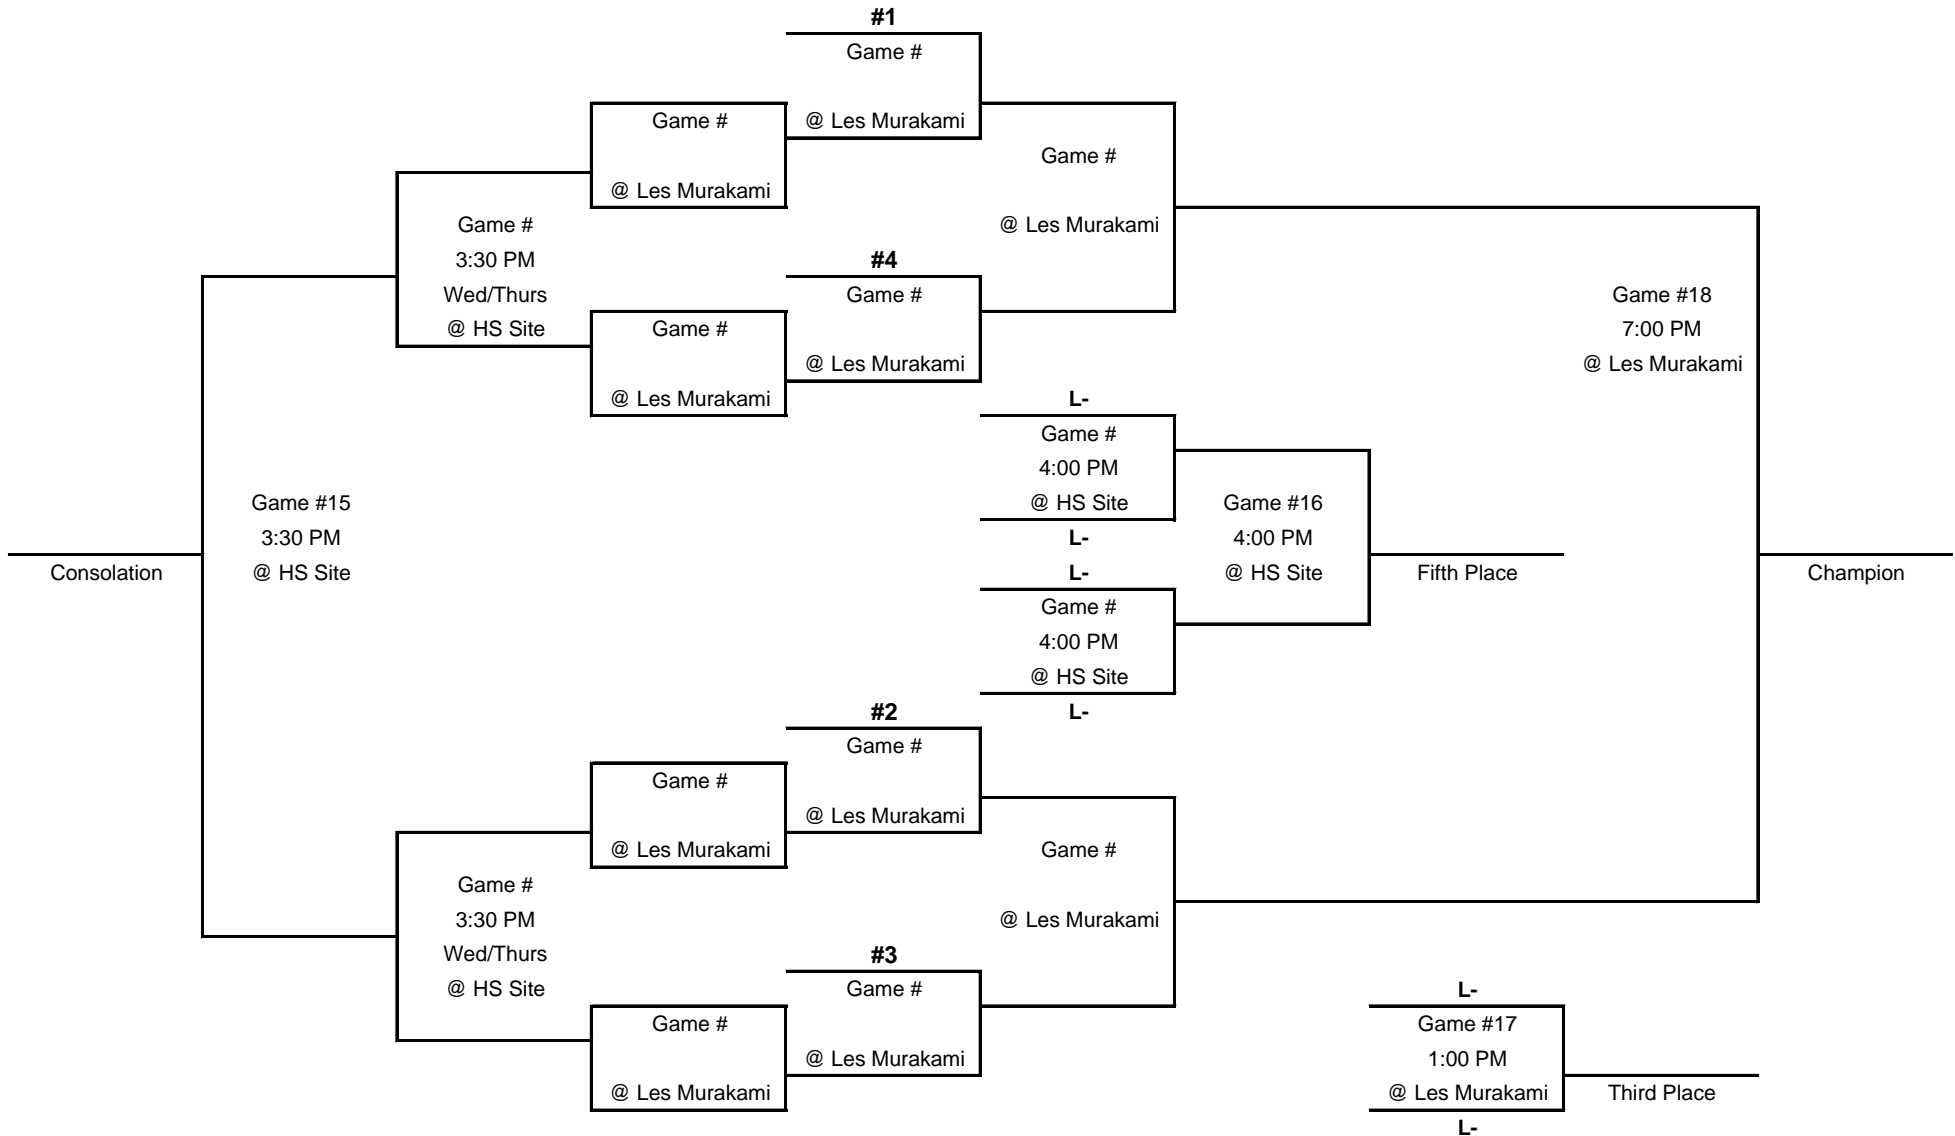 #1
Game #
@ Les Murakami
Game #
@ Les Murakami
Game #
@ Les Murakami
Game #
3:30 PM
Wed/Thurs
@ HS Site
#4
Game #
@ Les Murakami
Game #
@ Les Murakami
Game #18
7:00 PM
@ Les Murakami
L-
Game #
4:00 PM
@ HS Site
L-
Game #15
3:30 PM
@ HS Site
Consolation
Game #16
4:00 PM
@ HS Site
Fifth Place
Champion
L-
Game #
4:00 PM
@ HS Site
L-
#2
Game #
@ Les Murakami
Game #
@ Les Murakami
Game #
@ Les Murakami
Game #
3:30 PM
Wed/Thurs
@ HS Site
#3
Game #
@ Les Murakami
Game #
@ Les Murakami
L-
Game #17
1:00 PM
@ Les Murakami
L-
Third Place